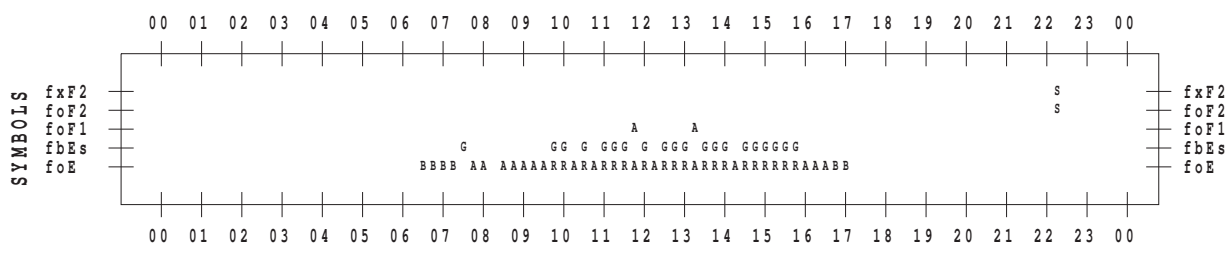 00 01 02 03 04 05 06 07 08 09 10 11 12 13 14 15 16 17 18 19 20 21 22 23 00
SYMBOLS
fxF2 S fxF2
foF2 S foF2
foF1 A A foF1
fbEs G GG G GGG G GGG GGG GGGGGG fbEs
foE BBBB AA AAAAARRARARRRARARRRARRRARRRRRRAAABB foE
00 01 02 03 04 05 06 07 08 09 10 11 12 13 14 15 16 17 18 19 20 21 22 23 00